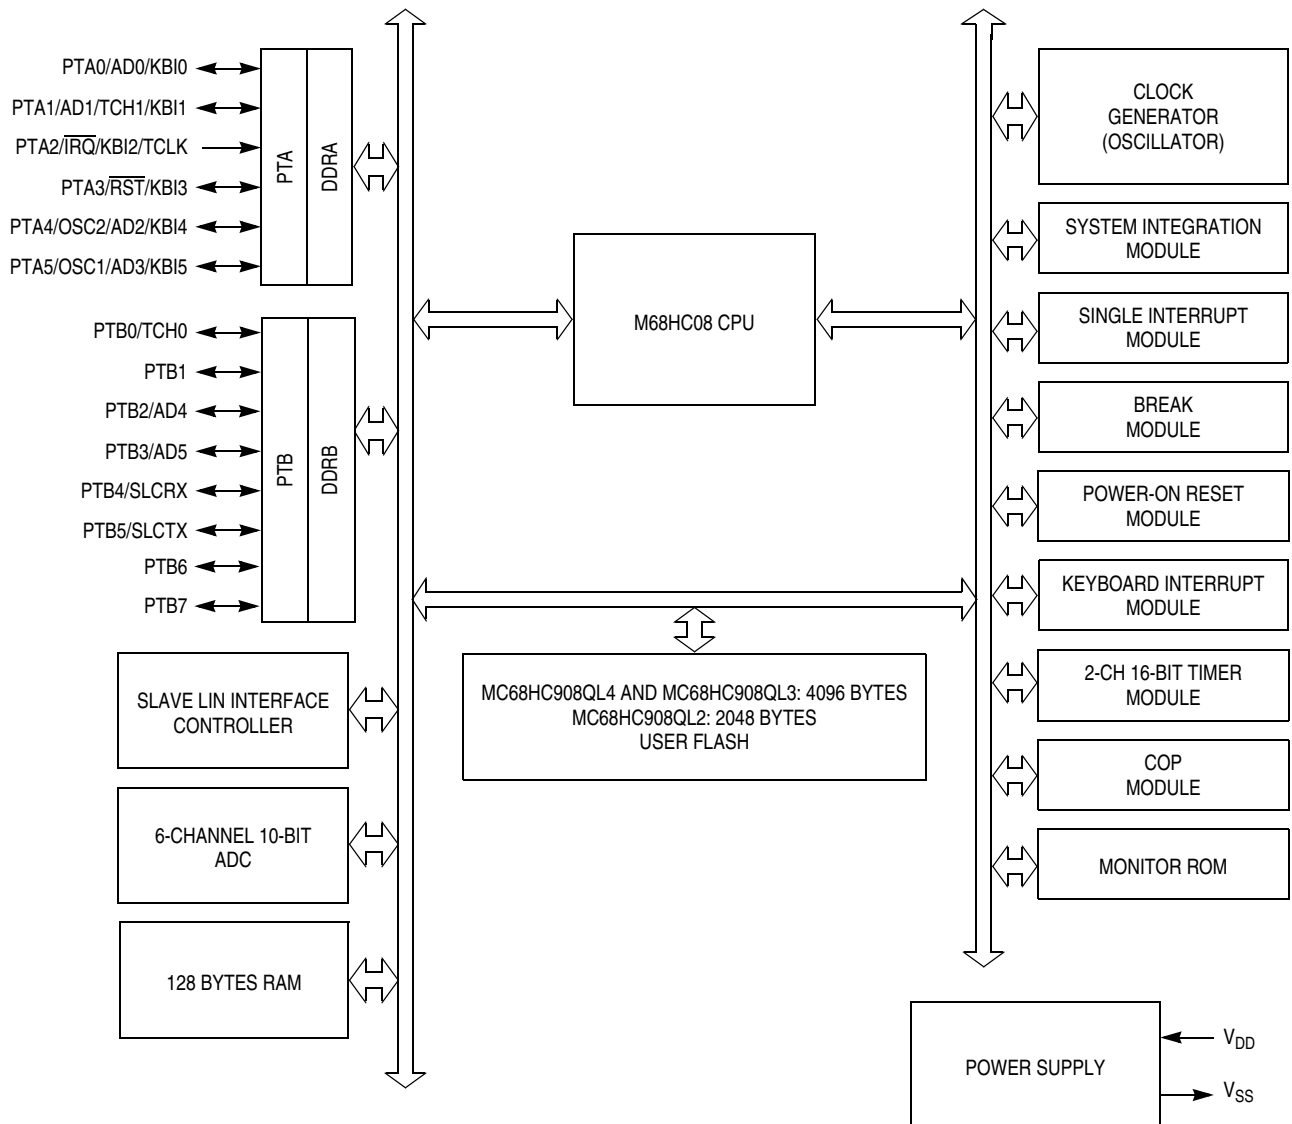 PTA0/AD0/KBI0
PTA1/AD1/TCH1/KBI1
PTA2/IRQ/KBI2/TCLK
PTA3/RST/KBI3
PTA4/OSC2/AD2/KBI4
PTA5/OSC1/AD3/KBI5
PTA
DDRA
PTB0/TCH0
PTB1
PTB2/AD4
PTB3/AD5
PTB4/SLCRX
PTB5/SLCTX
PTB6
PTB7
PTB
DDRB
SLAVE LIN INTERFACE
CONTROLLER
6-CHANNEL 10-BIT
ADC
128 BYTES RAM
M68HC08 CPU
MC68HC908QL4 AND MC68HC908QL3: 4096 BYTES
MC68HC908QL2: 2048 BYTES
USER FLASH
CLOCK
GENERATOR
(OSCILLATOR)
SYSTEM INTEGRATION
MODULE
SINGLE INTERRUPT
MODULE
BREAK
MODULE
POWER-ON RESET
MODULE
KEYBOARD INTERRUPT
MODULE
2-CH 16-BIT TIMER
MODULE
COP
MODULE
MONITOR ROM
POWER SUPPLY
VDD
VSS